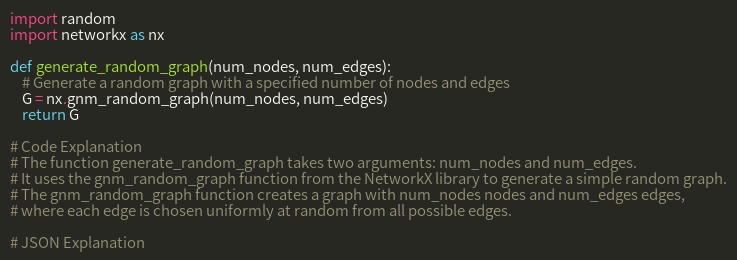 import random
import networkx as nx
def generate_random_graph(num_nodes, num_edges):
# Generate a random graph with a specified number of nodes and edges
G = nx.gnm_random_graph(num_nodes, num_edges)
return G
# Code Explanation
# The function generate_random_graph takes two arguments: num_nodes and num_edges.
# It uses the gnm_random_graph function from the NetworkX library to generate a simple random graph.
# The gnm_random_graph function creates a graph with num_nodes nodes and num_edges edges,
# where each edge is chosen uniformly at random from all possible edges.
# JSON Explanation